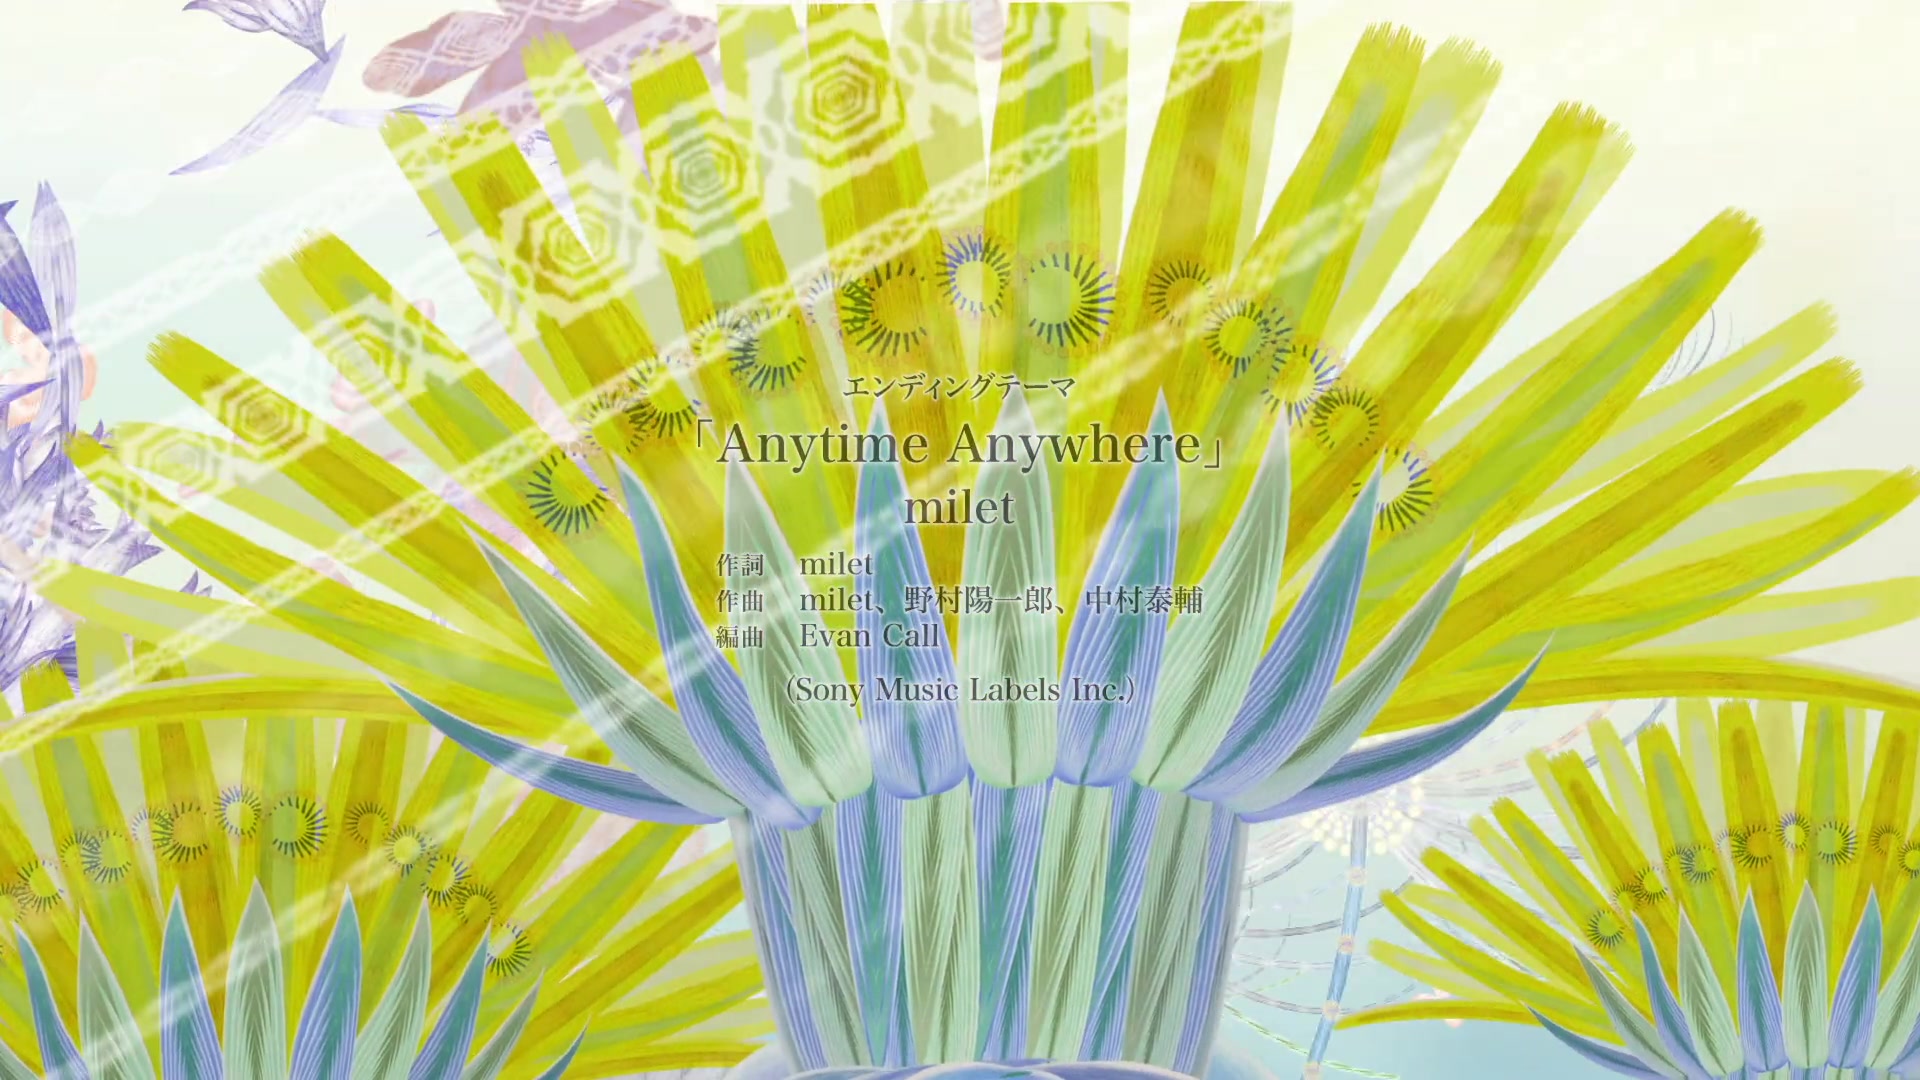 エンディングテーマ
「Anytime Anywhere」
milet
作詞 milet
作曲 milet、野村陽一郎、中村泰輔
編曲 Evan Call
(Sony Music Labels Inc.)